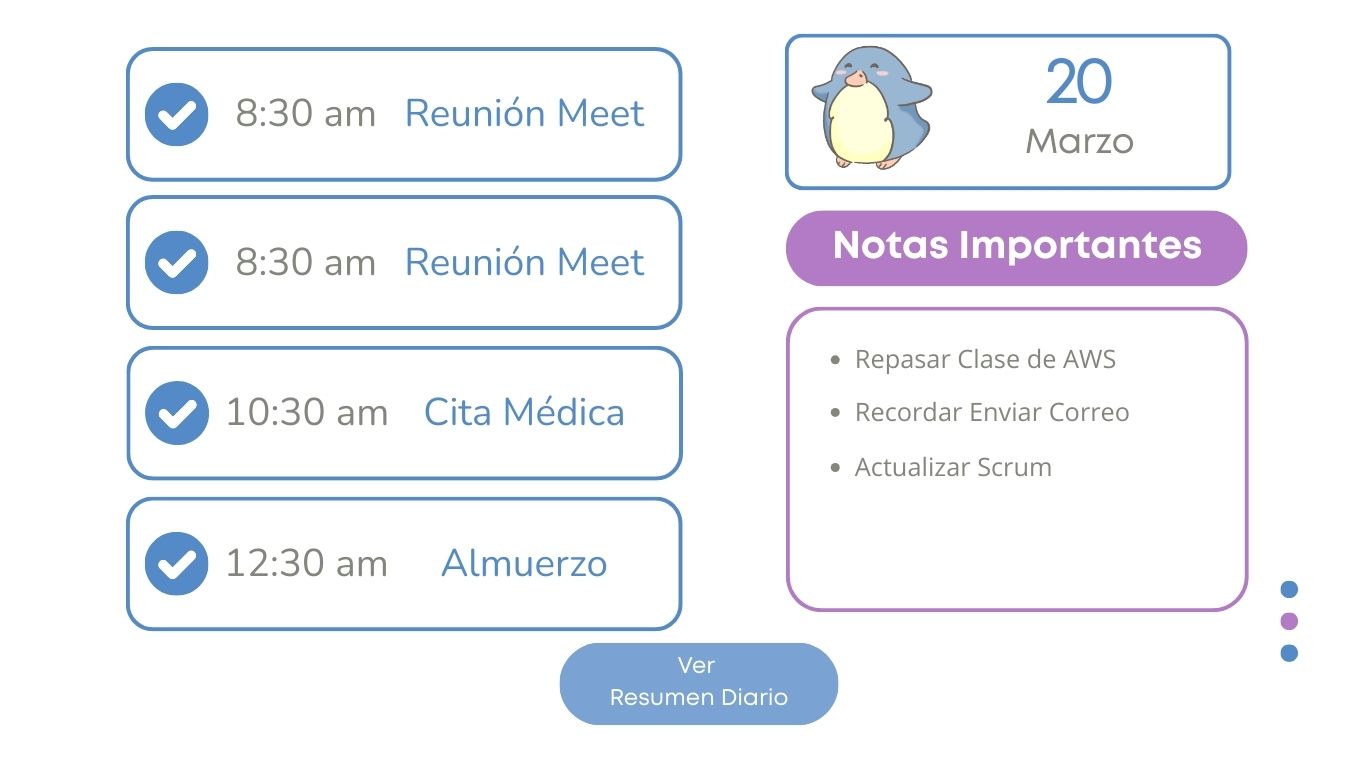 8:30 am Reunión Meet
8:30 am Reunión Meet
10:30 am Cita Médica
12:30 am Almuerzo
20
Marzo
Notas Importantes
• Repasar Clase de AWS
• Recordar Enviar Correo
• Actualizar Scrum
Ver
Resumen Diario